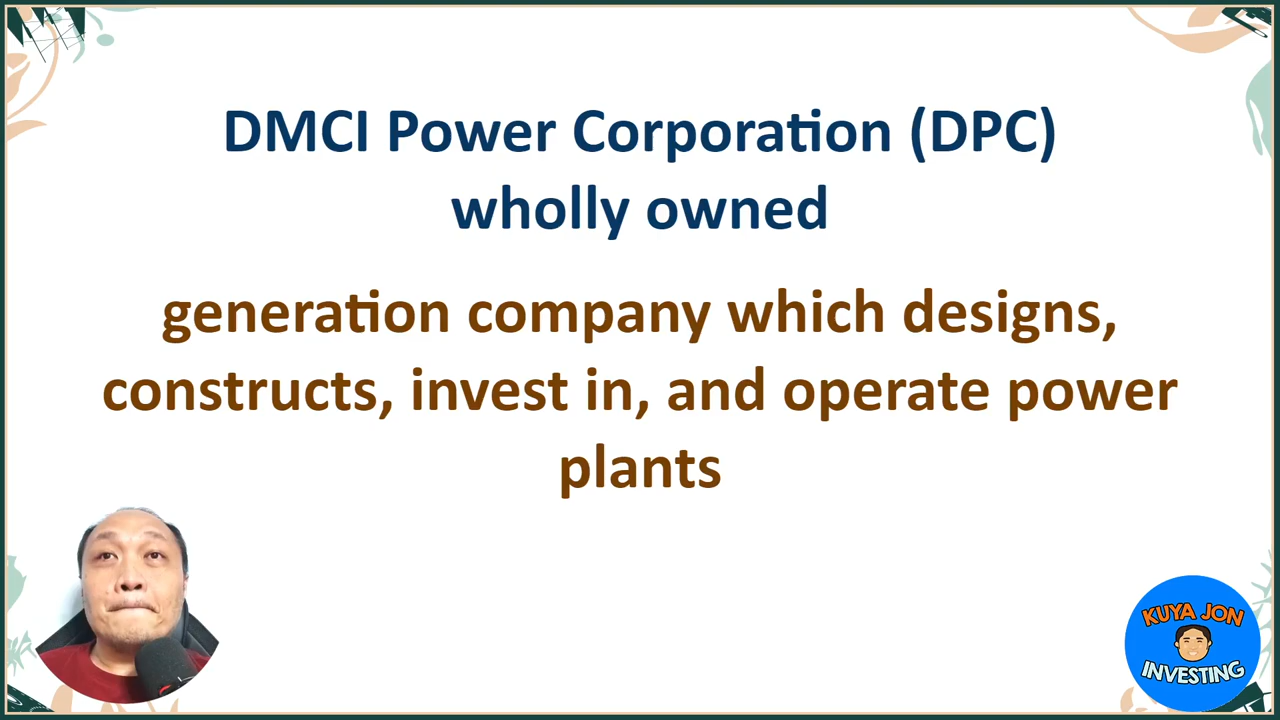 DMCI Power Corporation (DPC)
wholly owned
generation company which designs,
constructs, invest in, and operate power
plants
KUYA JON
INVESTING